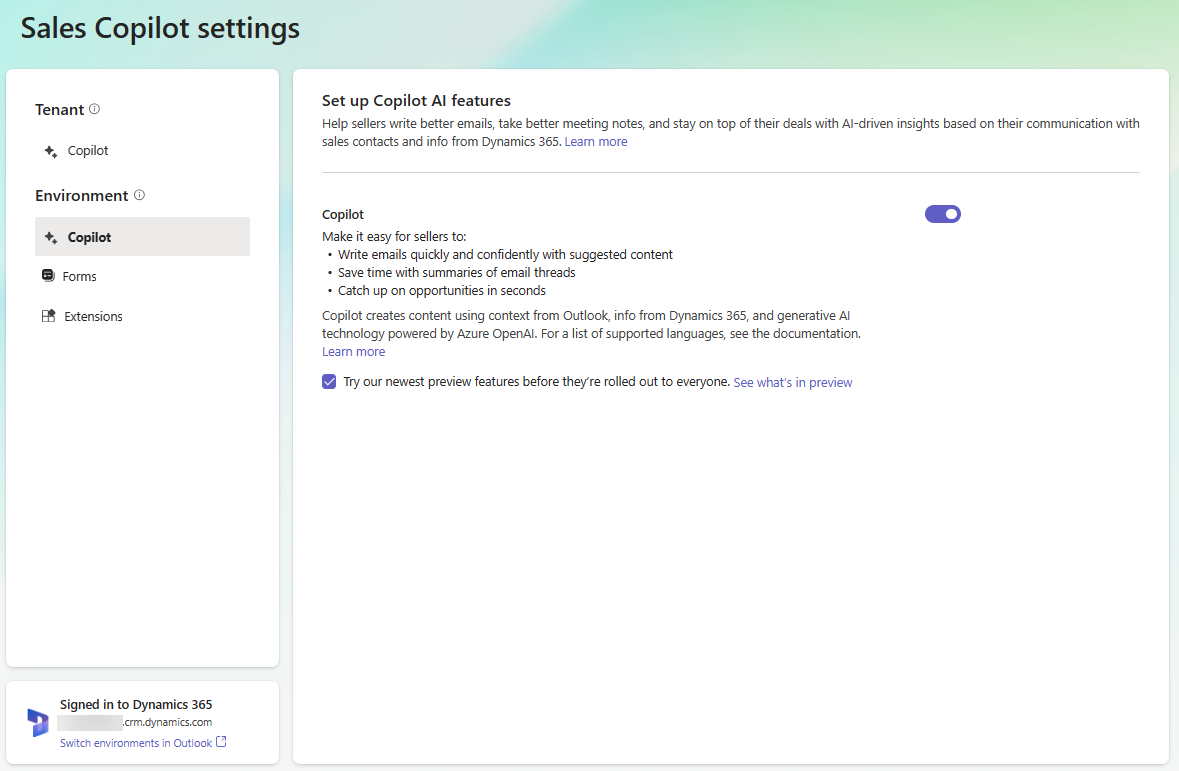 Sales Copilot settings
Tenant
Copilot
Environment
Copilot
Forms
Extensions
Signed in to Dynamics 365
.crm.dynamics.com
Switch environments in Outlook
Set up Copilot AI features
Help sellers write better emails, take better meeting notes, and stay on top of their deals with AI-driven insights based on their communication with
sales contacts and info from Dynamics 365. Learn more
Copilot
Make it easy for sellers to:
• Write emails quickly and confidently with suggested content
• Save time with summaries of email threads
• Catch up on opportunities in seconds
Copilot creates content using context from Outlook, info from Dynamics 365, and generative AI
technology powered by Azure OpenAI. For a list of supported languages, see the documentation.
Learn more
Try our newest preview features before they're rolled out to everyone. See what's in preview